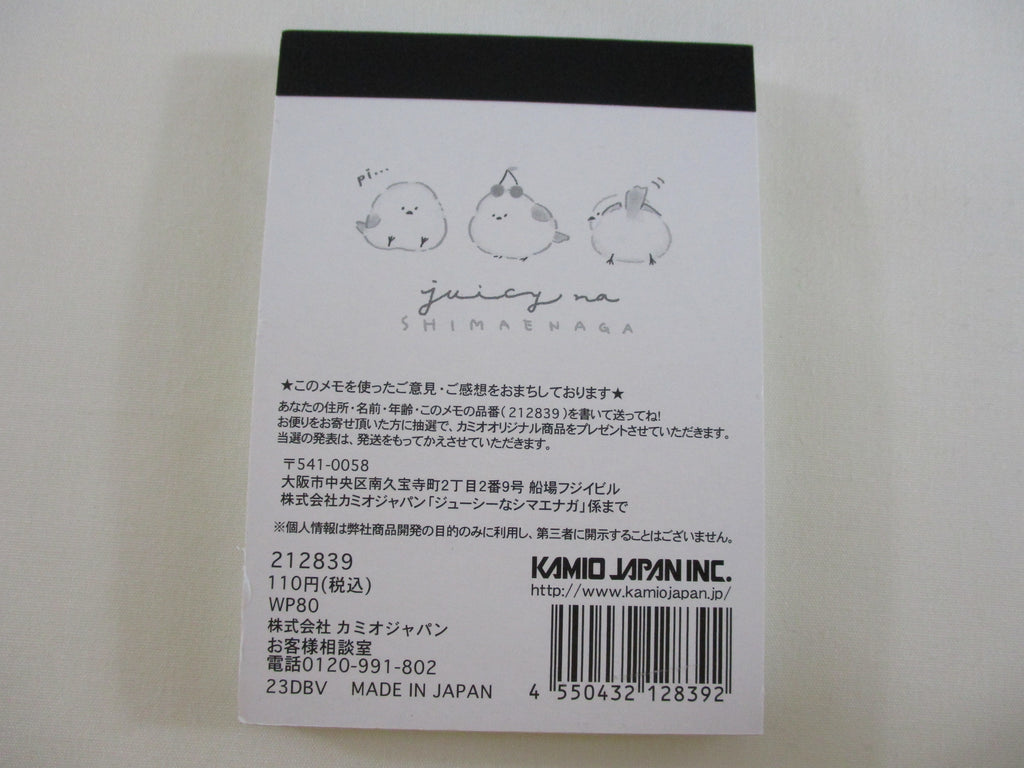 pi...
juicy na
SHIMAENAGA
★このメモを使ったご意見・ご感想をおまちしております★
あなたの住所・名前・年齢・このメモの品番(212839)を書いて送ってね!
お便りをお寄せ頂いた方に抽選で、カミオオリジナル商品をプレゼントさせていただきます。
当選の発表は、発送をもってかえさせていただきます。
〒541-0058
大阪市中央区南久宝寺町2丁目2番9号 船場フジイビル
株式会社カミオジャパン「ジューシーなシマエナガ」係まで
※個人情報は弊社商品開発の目的のみに利用し、第三者に開示することはございません。
212839
110円(税込)
WP80
株式会社 カミオジャパン
お客様相談室
電話0120-991-802
23DBV MADE IN JAPAN
KAMIO JAPAN INC.
http://www.kamiojapan.jp/
4 550432 128392